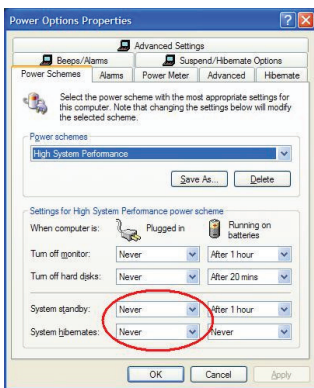 Power Options Properties
Advanced Settings
Beeps/Alarms Suspend/Hibernate Options
Power Schemes Alarms Power Meter Advanced Hibernate
Select the power scheme with the most appropriate settings for
this computer. Note that changing the settings below will modify
the selected scheme.
Power schemes
High System Performance
Save As... Delete
Settings for High System Performance power scheme
When computer is: Plugged in Running on
batteries
Turn off monitor: Never After 1 hour
Turn off hard disks: Never After 20 mins
System standby: Never After 1 hour
System hibernates: Never Never
OK Cancel Apply